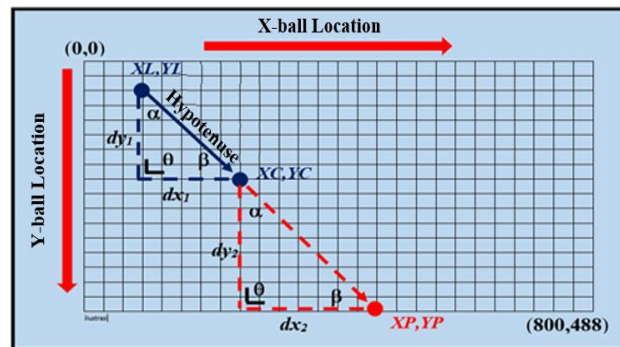 X-ball Location
(0,0)
XL,YL
Y-ball Location
Hypotenuse
α
dy₁
θ
β
XC,YC
dx₁
α
dy₂
θ
β
dx₂
XP,YP
(800,488)